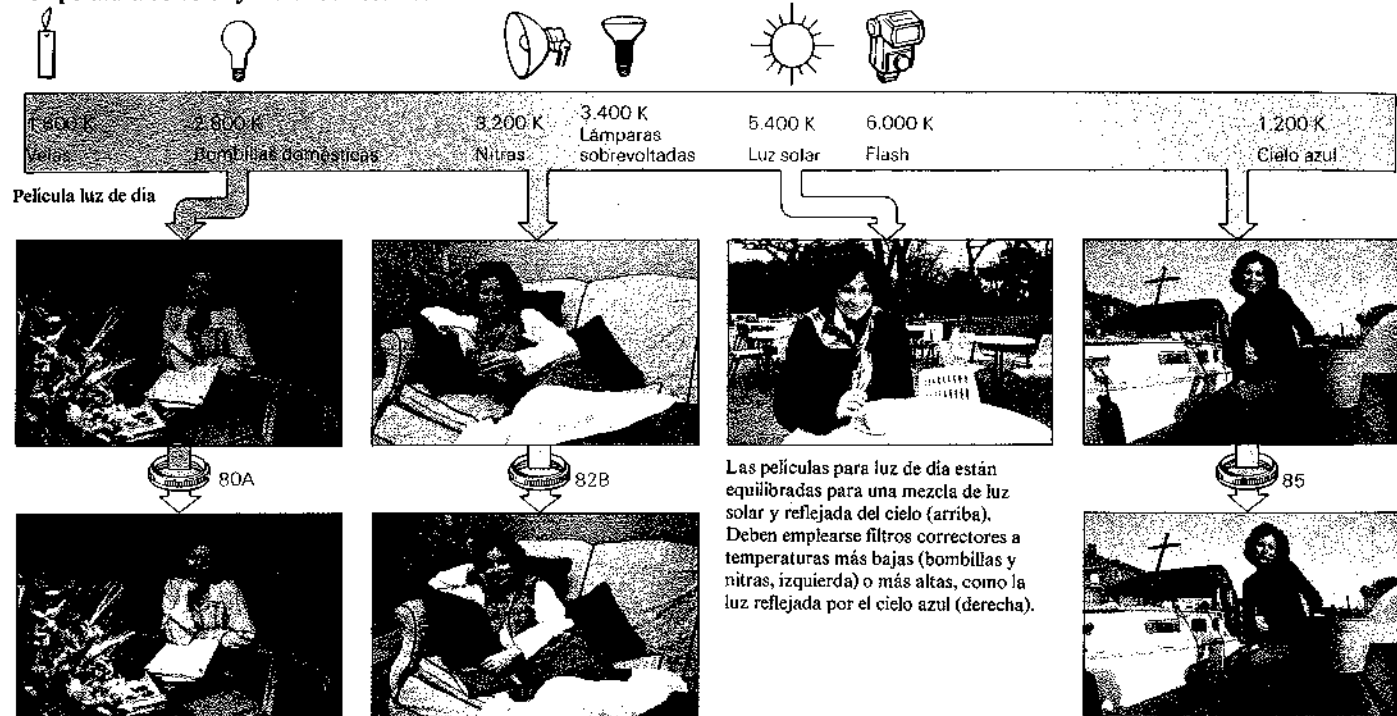 1.800 K
Velas
2.800 K
Bombillas domésticas
3.200 K
Nitras
3.400 K
Lámparas
sobrevoltadas
5.400 K
Luz solar
6.000 K
Flash
1.200 K
Cielo azul
Película luz de día
80A
82B
Las películas para luz de día están
equilibradas para una mezcla de luz
solar y reflejada del cielo (arriba).
Deben emplearse filtros correctores a
temperaturas más bajas (bombillas y
nitras, izquierda) o más altas, como la
luz reflejada por el cielo azul (derecha).
85